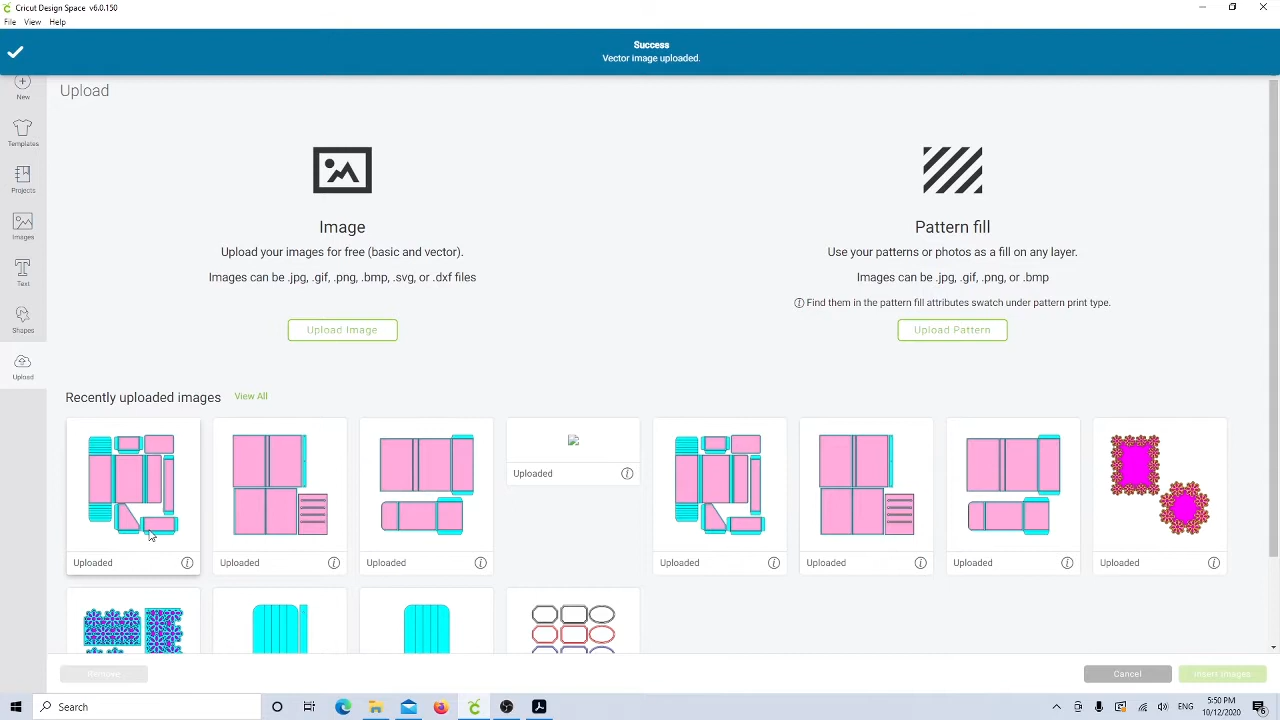 Cricut Design Space v6.0.150
File View Help
Success
Vector image uploaded.
New
Templates
Projects
Images
Text
Shapes
Upload
Upload
Image
Upload your images for free (basic and vector).
Images can be .jpg, .gif, .png, .bmp, .svg, or .dxf files
Upload Image
Pattern fill
Use your patterns or photos as a fill on any layer.
Images can be .jpg, .gif, .png, or .bmp
Find them in the pattern fill attributes swatch under pattern print type.
Upload Pattern
Recently uploaded images View All
Uploaded
Uploaded
Uploaded
Uploaded
Uploaded
Uploaded
Uploaded
Uploaded
Remove
Cancel
Insert Images
Search
5:50 PM
10/12/2020